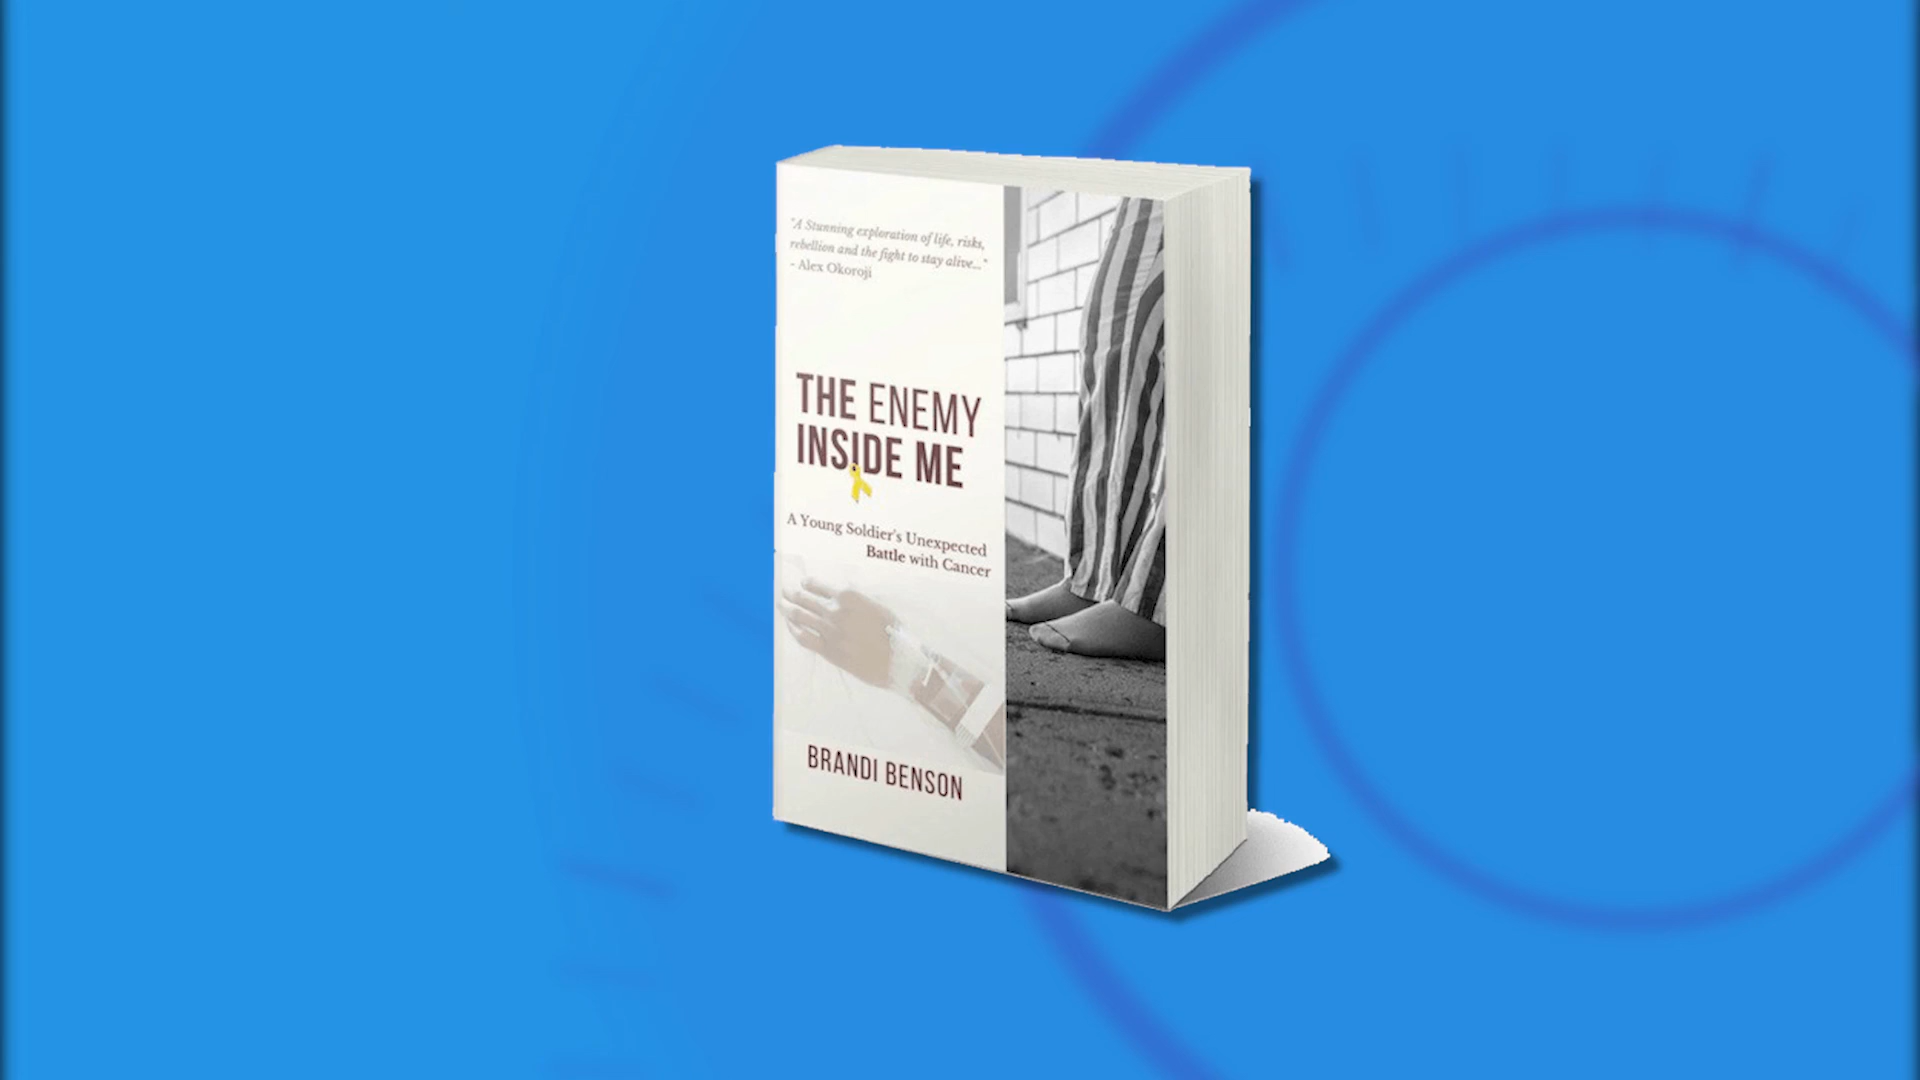 "A Stunning exploration of life, risks,
rebellion and the fight to stay alive..."
- Alex Okoroji
THE ENEMY
INSIDE ME
A Young Soldier's Unexpected
Battle with Cancer
BRANDI BENSON